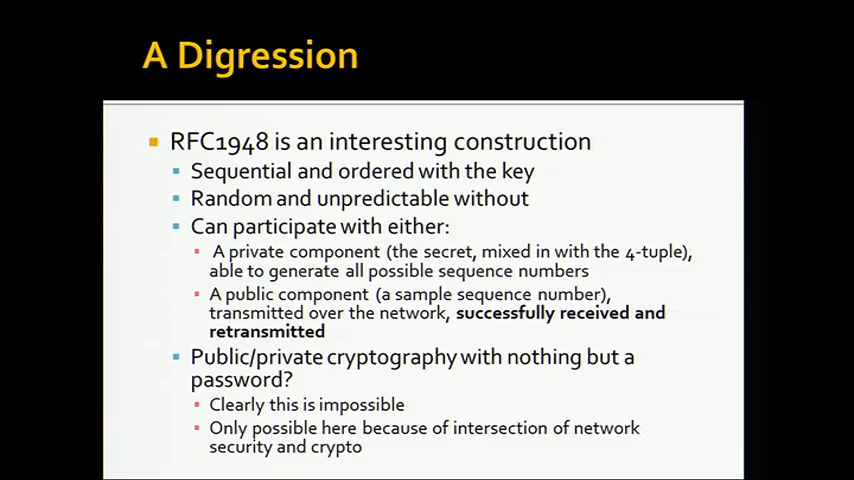 A Digression
RFC1948 is an interesting construction
Sequential and ordered with the key
Random and unpredictable without
Can participate with either:
A private component (the secret, mixed in with the 4-tuple),
able to generate all possible sequence numbers
A public component (a sample sequence number),
transmitted over the network, successfully received and
retransmitted
Public/private cryptography with nothing but a
password?
Clearly this is impossible
Only possible here because of intersection of network
security and crypto